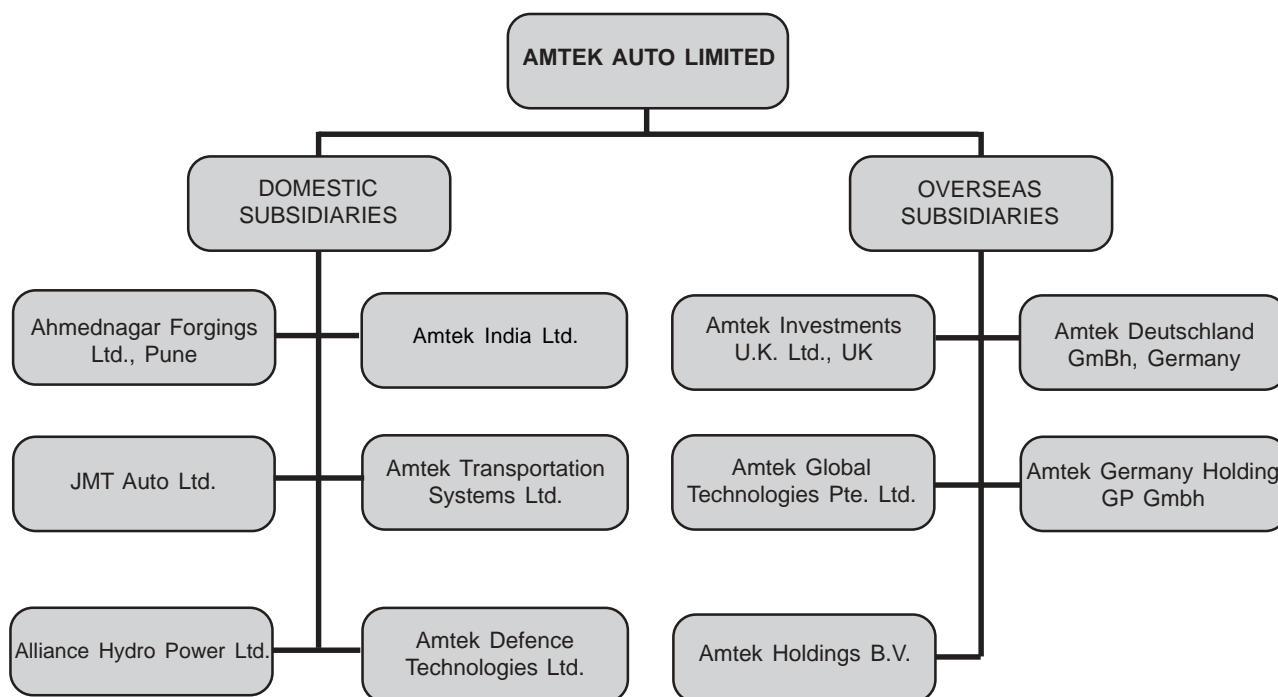 AMTEK AUTO LIMITED
DOMESTIC
SUBSIDIARIES
OVERSEAS
SUBSIDIARIES
Ahmednagar Forgings
Ltd., Pune
Amtek India Ltd.
Amtek Investments
U.K. Ltd., UK
Amtek Deutschland
GmBh, Germany
JMT Auto Ltd.
Amtek Transportation
Systems Ltd.
Amtek Global
Technologies Pte. Ltd.
Amtek Germany Holding
GP Gmbh
Alliance Hydro Power Ltd.
Amtek Defence
Technologies Ltd.
Amtek Holdings B.V.